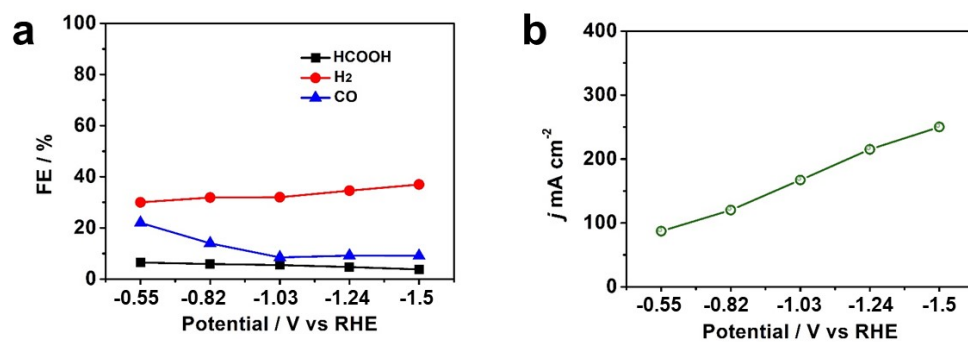 a
100
80
60
40
20
0
FE / %
HCOOH
H2
CO
-0.55 -0.82 -1.03 -1.24 -1.5
Potential / V vs RHE
b
400
300
200
100
0
j mA cm-2
-0.55 -0.82 -1.03 -1.24 -1.5
Potential / V vs RHE